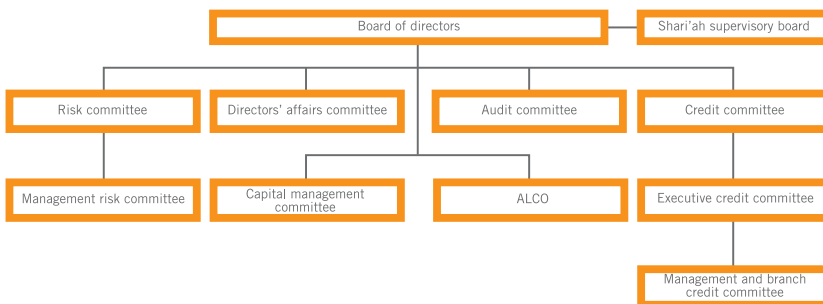 Board of directors
Shari'ah supervisory board
Risk committee
Directors' affairs committee
Audit committee
Credit committee
Management risk committee
Capital management
committee
ALCO
Executive credit committee
Management and branch
credit committee